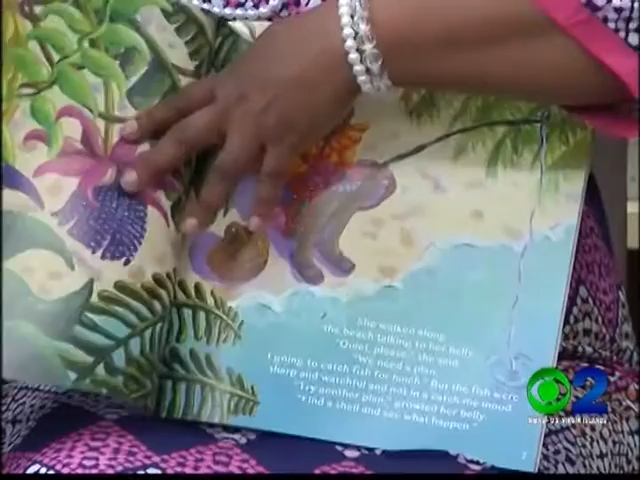 She walked along
the beach talking to her belly.
"Quiet, please," she said.
"We need a plan.
I going to catch fish for lunch." But the fish were
sharp and watchful and not in a catch me mood
"Try another plan," growled her belly.
"Find a shell and see what happen."
2
2